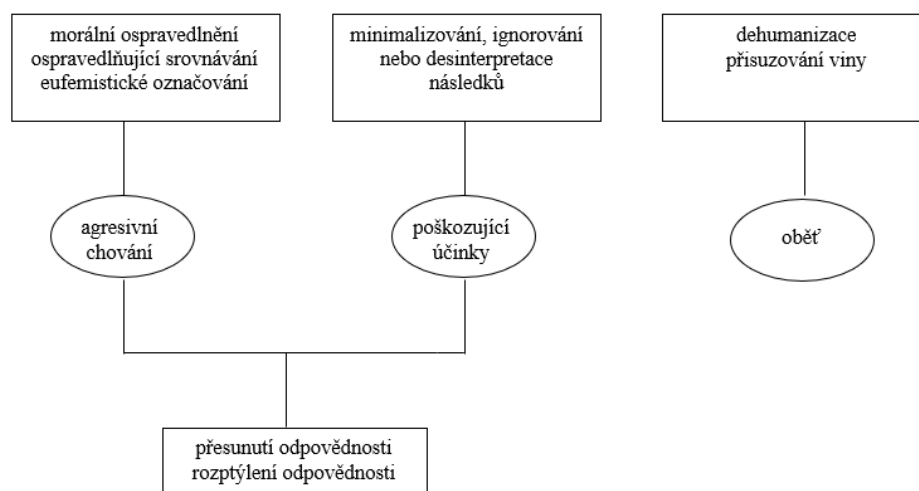 morální ospravedlnění
ospravedlňující srovnávání
eufemistické označování
minimalizování, ignorování
nebo desinterpretace
následků
dehumanizace
přisuzování viny
agresivní
chování
poškozující
účinky
oběť
přesunutí odpovědnosti
rozptýlení odpovědnosti